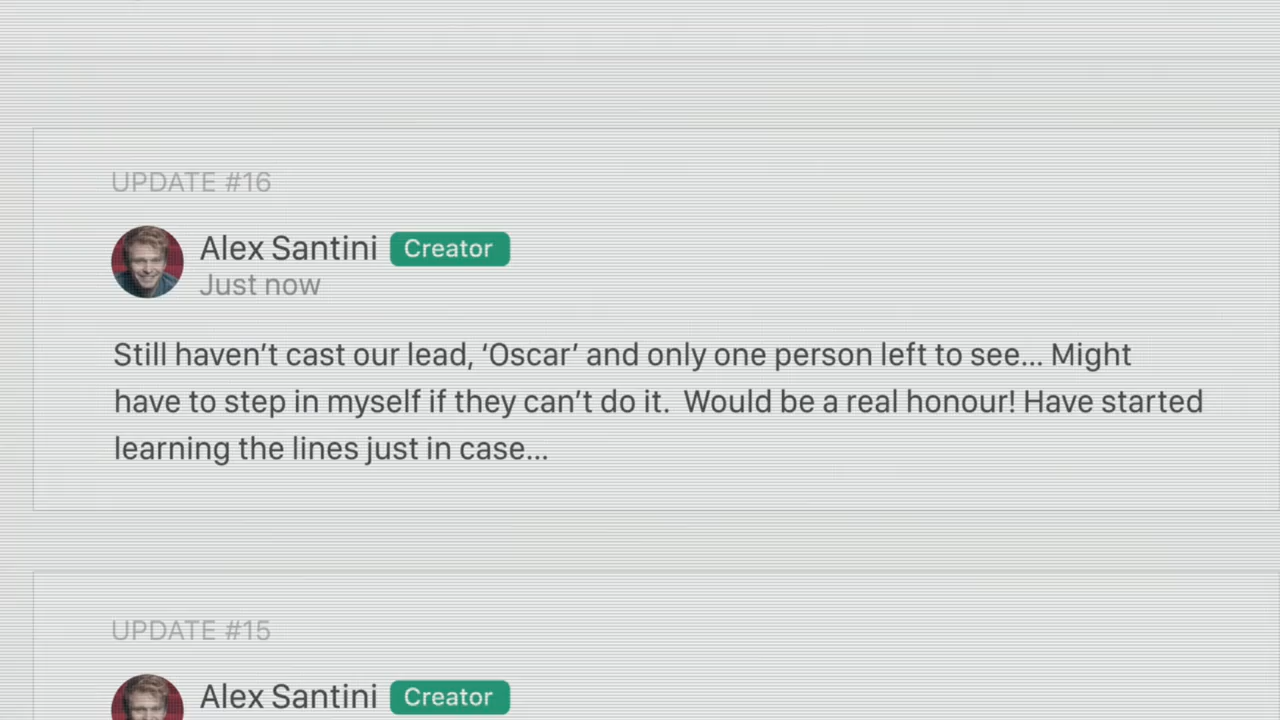 UPDATE #16
Alex Santini Creator
Just now
Still haven’t cast our lead, ‘Oscar’ and only one person left to see... Might
have to step in myself if they can’t do it.  Would be a real honour! Have started
learning the lines just in case...
UPDATE #15
Alex Santini Creator